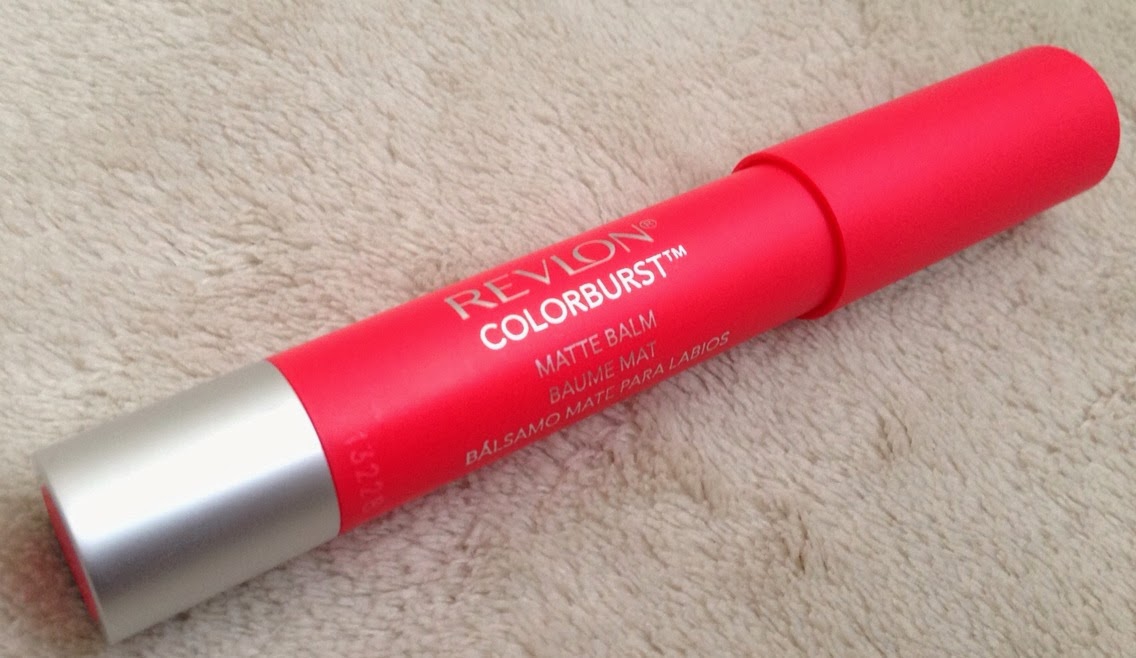 REVLON®
COLORBURST™
MATTE BALM
BAUME MAT
BÁLSAMO MATE PARA LABIOS